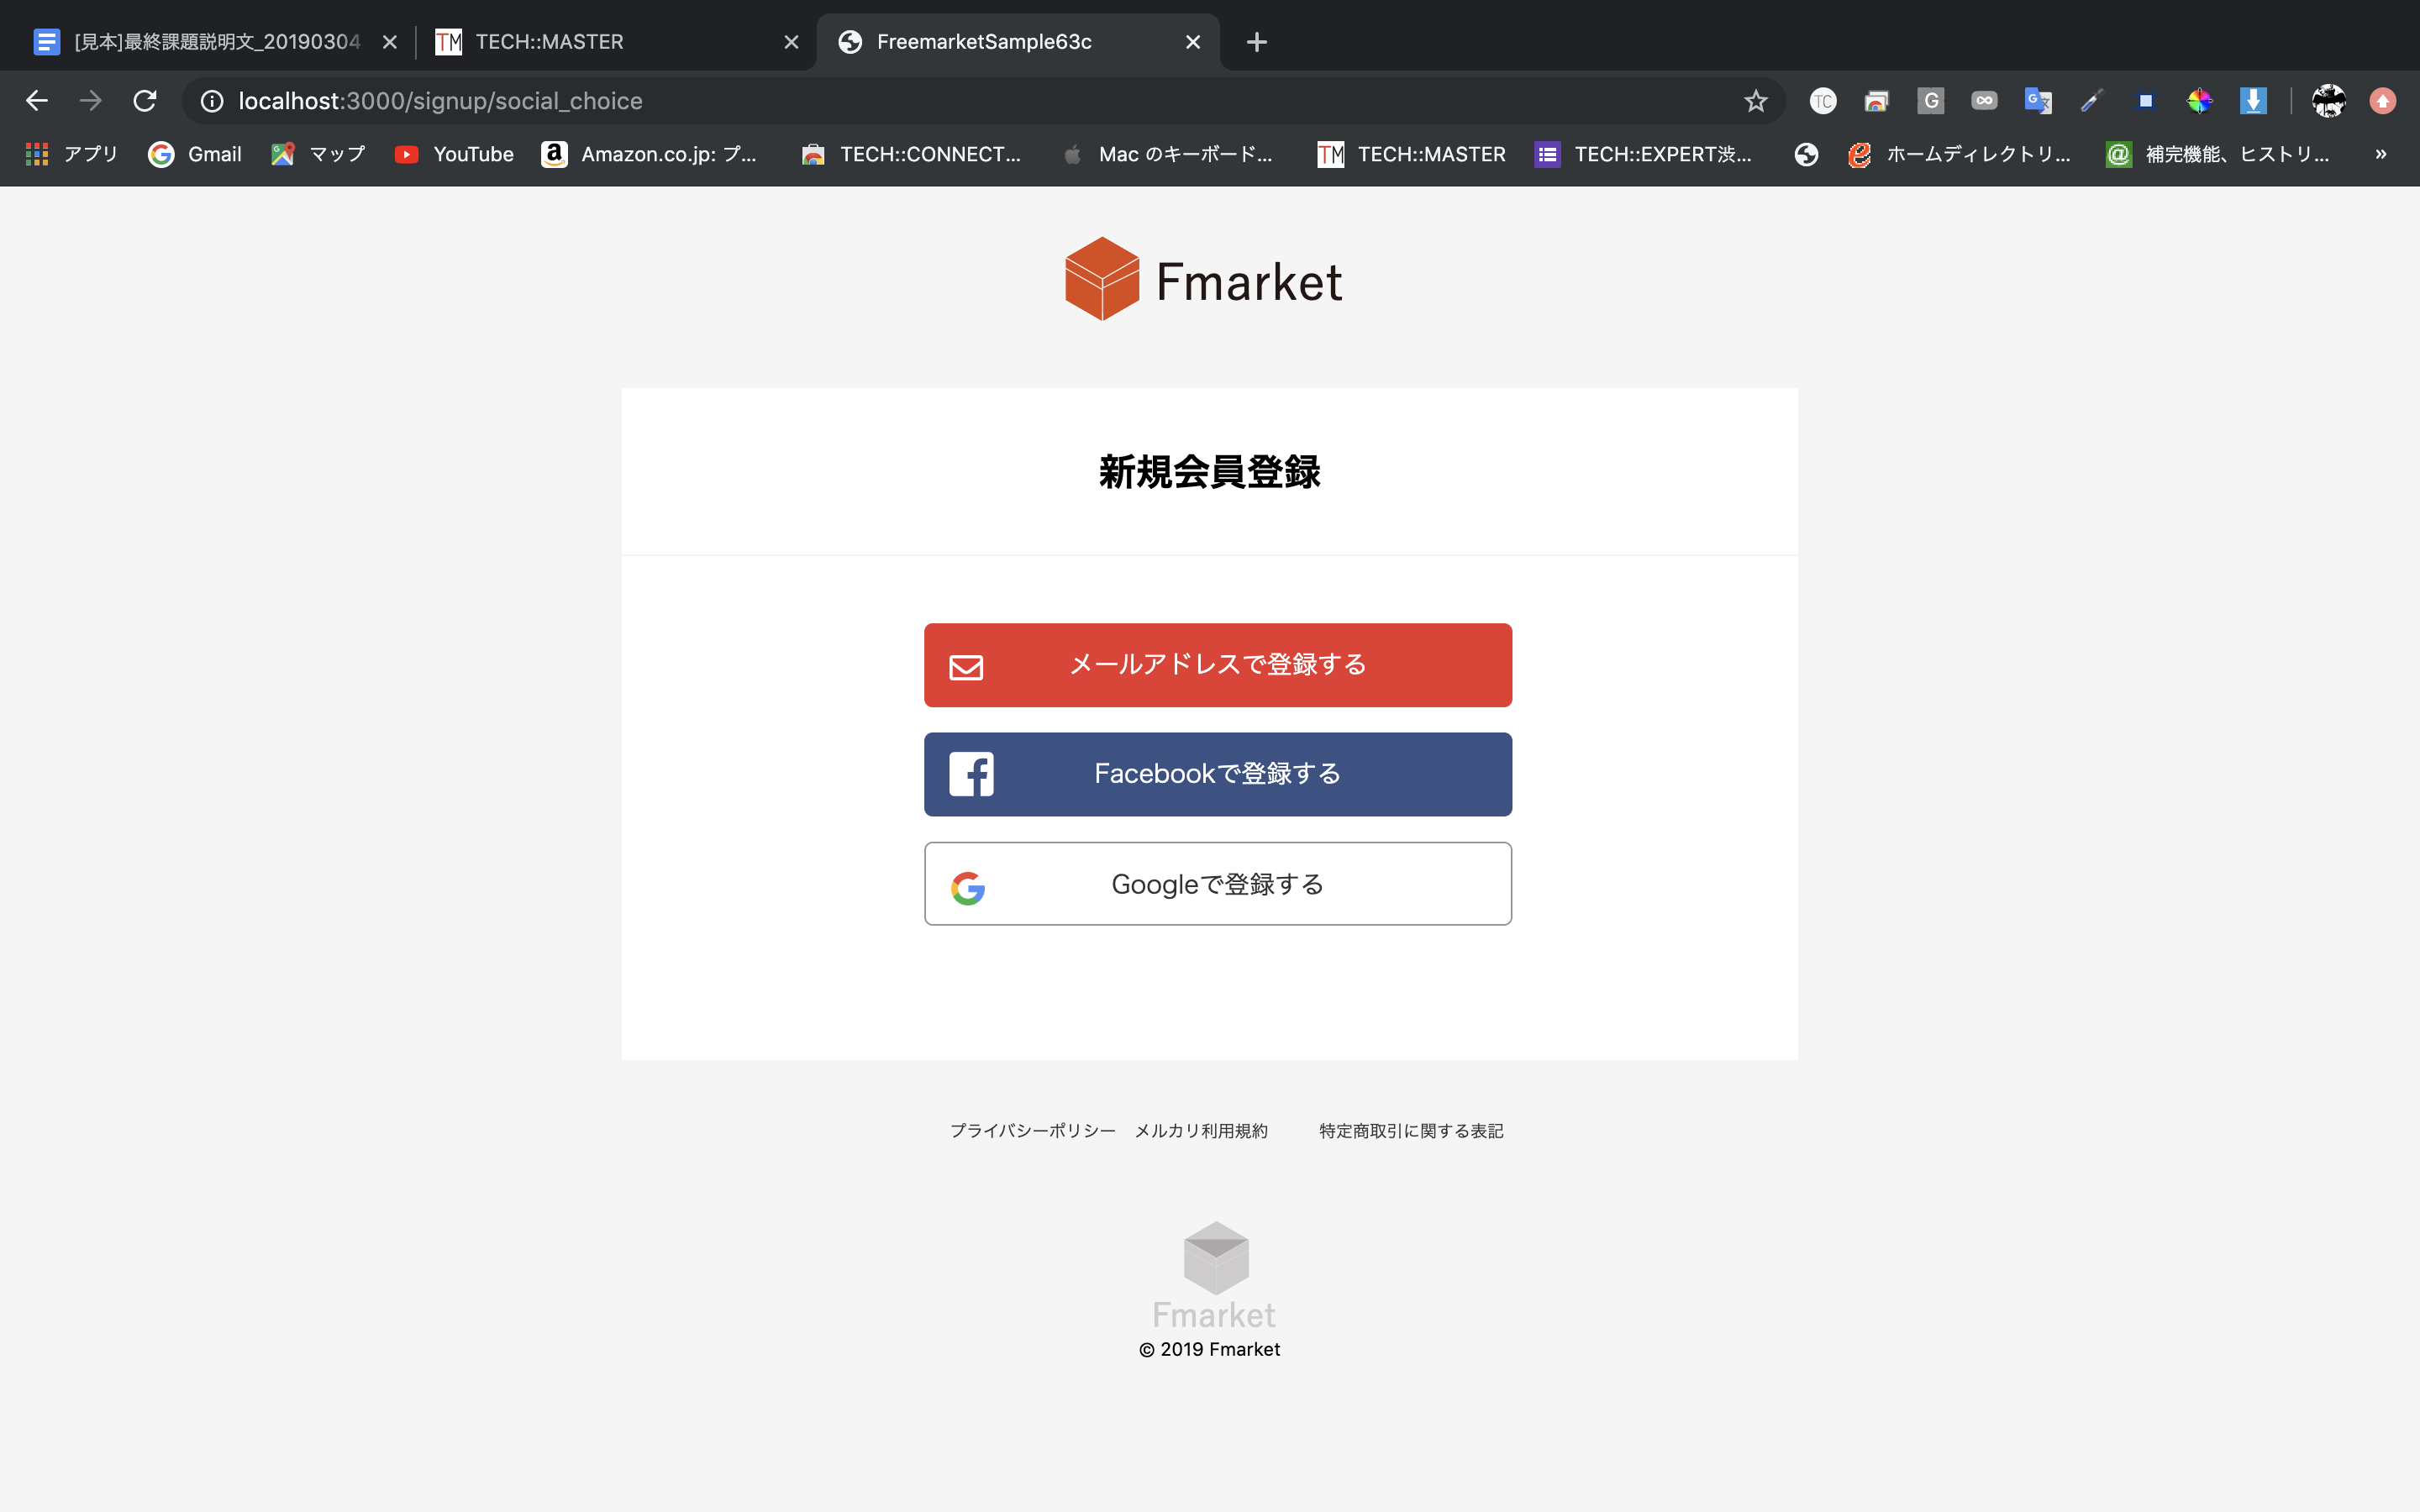 [見本]最終課題説明文_20190304
TECH::MASTER
FreemarketSample63c
localhost:3000/signup/social_choice
アプリ
Gmail
マップ
YouTube
Amazon.co.jp: プ...
TECH::CONNECT...
Mac のキーボード...
TECH::MASTER
TECH::EXPERT渋...
ホームディレクトリ...
補完機能、ヒストリ...
»
Fmarket
新規会員登録
メールアドレスで登録する
Facebookで登録する
Googleで登録する
プライバシーポリシー メルカリ利用規約 特定商取引に関する表記
Fmarket
© 2019 Fmarket